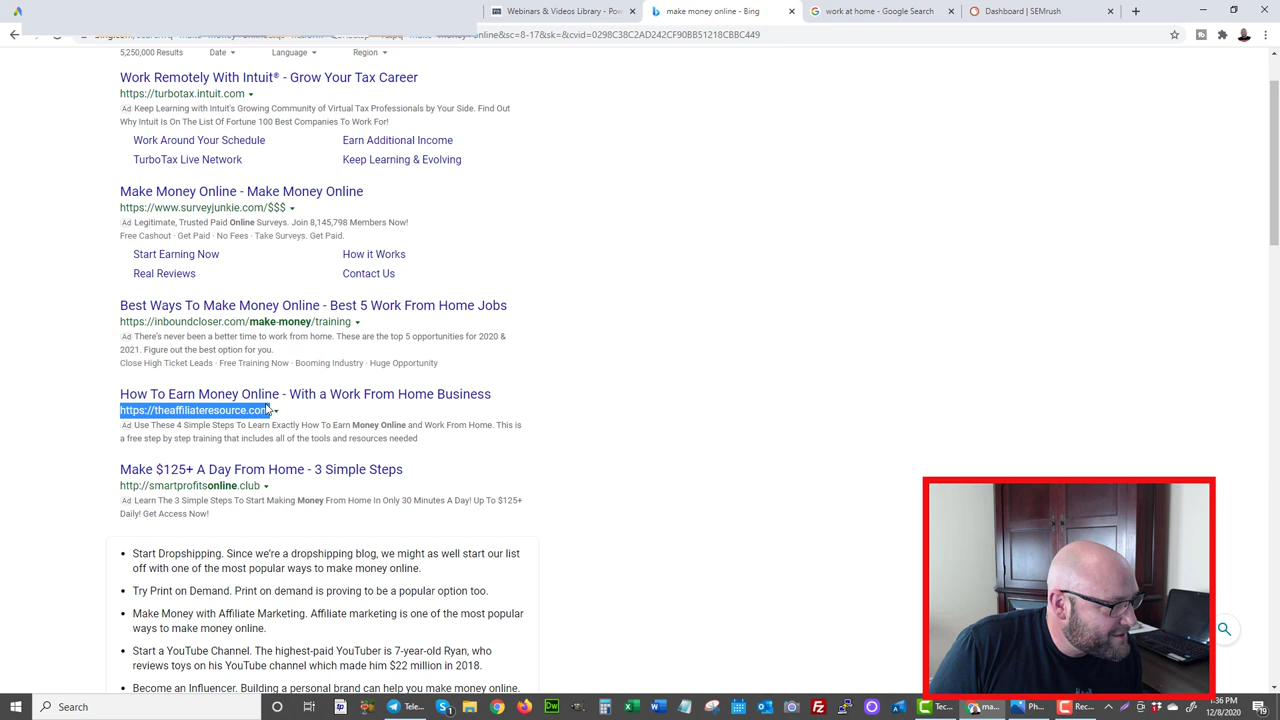 Webinars & Videos Library - Po
make money online - Bing
work at home - Google Search
SEMrush
&sc=8-17&sk=&cvid=0298C38C2AD242CF90BB51218CBBC449
5,250,000 Results Date Language Region
Work Remotely With Intuit® - Grow Your Tax Career
https://turbotax.intuit.com
Ad Keep Learning with Intuit's Growing Community of Virtual Tax Professionals by Your Side. Find Out
Why Intuit Is On The List Of Fortune 100 Best Companies To Work For!
Work Around Your Schedule Earn Additional Income
TurboTax Live Network Keep Learning & Evolving
Make Money Online - Make Money Online
https://www.surveyjunkie.com/$$$
Ad Legitimate, Trusted Paid Online Surveys. Join 8,145,798 Members Now!
Free Cashout · Get Paid · No Fees · Take Surveys. Get Paid.
Start Earning Now How it Works
Real Reviews Contact Us
Best Ways To Make Money Online - Best 5 Work From Home Jobs
https://inboundcloser.com/make-money/training
Ad There's never been a better time to work from home. These are the top 5 opportunities for 2020 &
2021. Figure out the best option for you.
Close High Ticket Leads · Free Training Now · Booming Industry · Huge Opportunity
How To Earn Money Online - With a Work From Home Business
https://theaffiliateresource.com
Ad Use These 4 Simple Steps To Learn Exactly How To Earn Money Online and Work From Home. This is
a free step by step training that includes all of the tools and resources needed
Make $125+ A Day From Home - 3 Simple Steps
http://smartprofitsonline.club
Ad Learn The 3 Simple Steps To Start Making Money From Home In Only 30 Minutes A Day! Up To $125+
Daily! Get Access Now!
• Start Dropshipping. Since we're a dropshipping blog, we might as well start our list
off with one of the most popular ways to make money online.
• Try Print on Demand. Print on demand is proving to be a popular option too.
• Make Money with Affiliate Marketing. Affiliate marketing is one of the most popular
ways to make money online.
• Start a YouTube Channel. The highest-paid YouTuber is 7-year-old Ryan, who
reviews toys on his YouTube channel which made him $22 million in 2018.
• Become an Influencer. Building a personal brand can help you make money online.
Search
Tele...
Rec...
ma...
Ph...
Rec...
:36 PM
12/8/2020